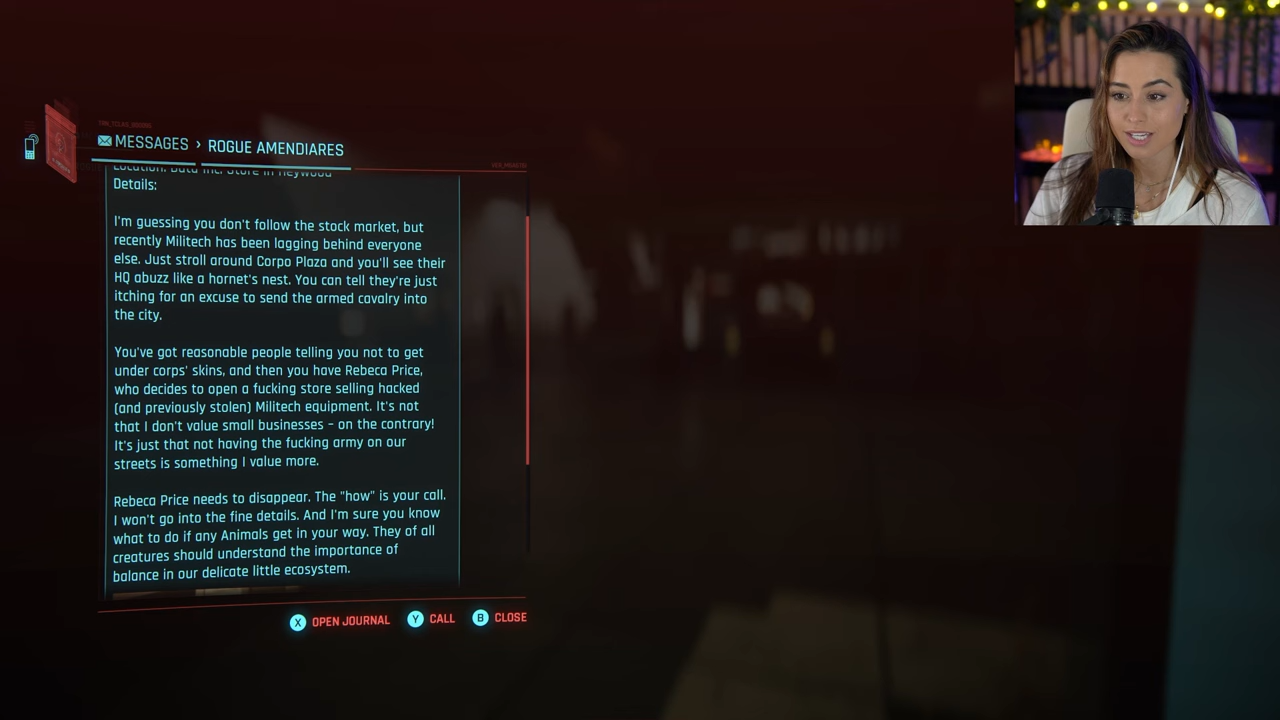 MESSAGES › ROGUE AMENDIARES
Location: Data Inc. Store in Heywood
Details:
I'm guessing you don't follow the stock market, but
recently Militech has been lagging behind everyone
else. Just stroll around Corpo Plaza and you'll see their
HQ abuzz like a hornet's nest. You can tell they're just
itching for an excuse to send the armed cavalry into
the city.
You've got reasonable people telling you not to get
under corps' skins, and then you have Rebeca Price,
who decides to open a fucking store selling hacked
(and previously stolen) Militech equipment. It's not
that I don't value small businesses – on the contrary!
It's just that not having the fucking army on our
streets is something I value more.
Rebeca Price needs to disappear. The "how" is your call.
I won't go into the fine details. And I'm sure you know
what to do if any Animals get in your way. They of all
creatures should understand the importance of
balance in our delicate little ecosystem.
X OPEN JOURNAL Y CALL B CLOSE